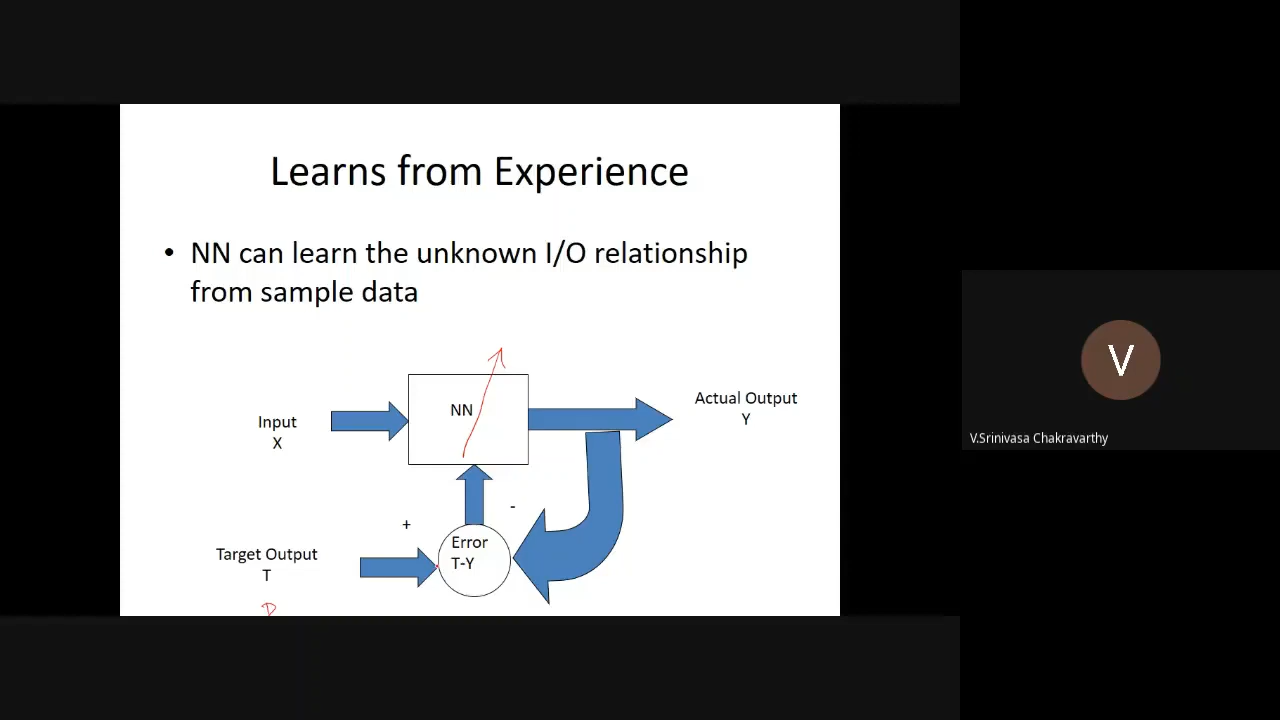 Learns from Experience
• NN can learn the unknown I/O relationship
from sample data
NN
Input
X
Actual Output
Y
+
-
Error
T-Y
Target Output
T
V
V.Srinivasa Chakravarthy